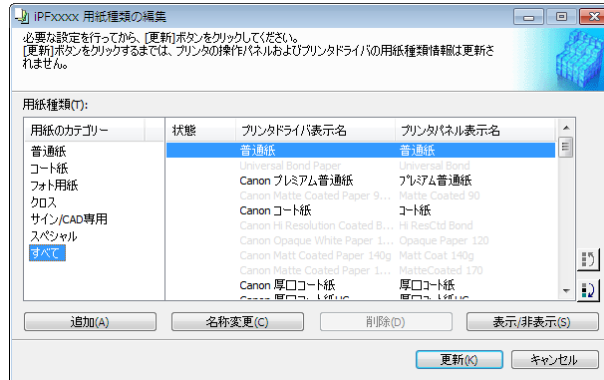 iPFxxxx 用紙種類の編集
必要な設定を行ってから、[更新]ボタンをクリックしてください。
[更新]ボタンをクリックするまでは、プリンタの操作パネルおよびプリンタドライバの用紙種類情報は更新さ
れません。
用紙種類(T):
用紙のカテゴリー
普通紙
コート紙
フォト用紙
クロス
サイン/CAD専用
スペシャル
すべて
状態 プリンタドライバ表示名 プリンタパネル表示名
普通紙 普通紙
Universal Bond Paper Universal Bond
Canon プレミアム普通紙 プレミアム普通紙
Canon Matte Coated Paper 9... Matte Coated 90
Canon コート紙 コート紙
Canon Hi Resolution Coated B... Hi ResCtd Bond
Canon Opaque White Paper 1... Opaque Paper 120
Canon Matt Coated Paper 140g Matt Coat 140g
Canon Matte Coated Paper 1... MatteCoated 170
Canon 厚口コート紙 厚口コート紙
追加(A) 名称変更(C) 削除(D) 表示/非表示(S)
更新(K) キャンセル